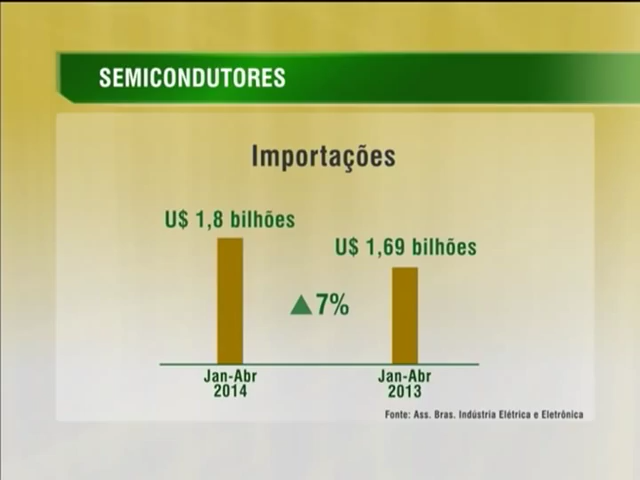 SEMICONDUTORES
Importações
U$ 1,8 bilhões
U$ 1,69 bilhões
▲7%
Jan-Abr
2014
Jan-Abr
2013
Fonte: Ass. Bras. Indústria Elétrica e Eletrônica